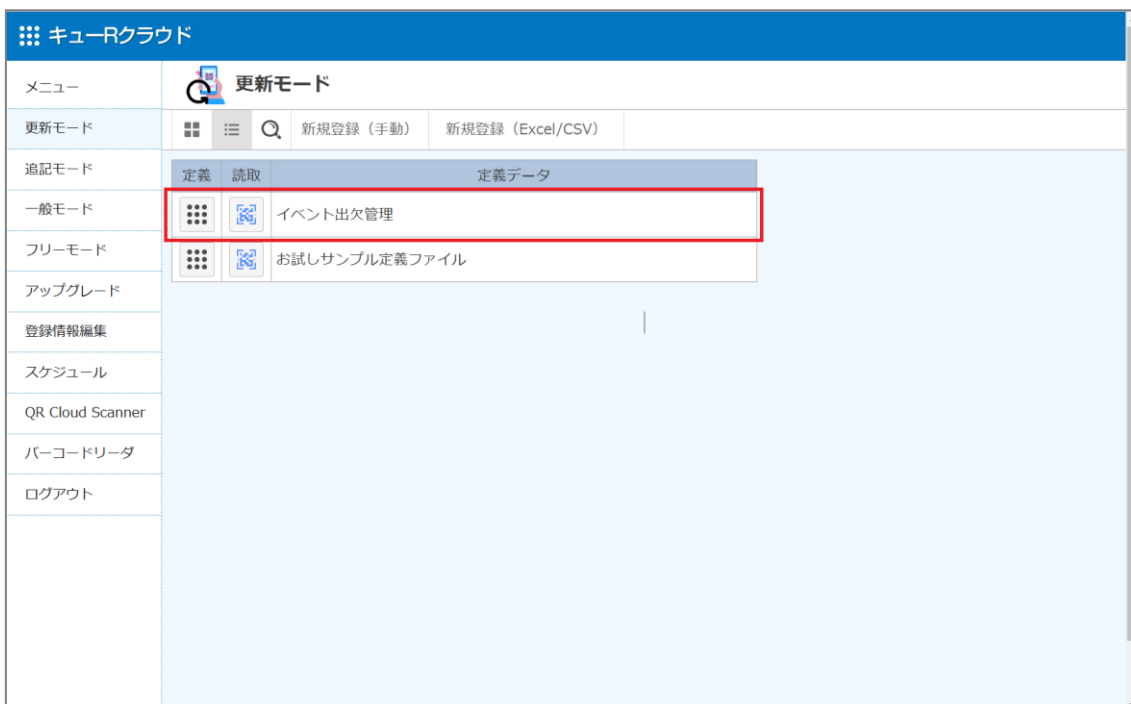 キューRクラウド
メニュー
更新モード
追記モード
一般モード
フリーモード
アップグレード
登録情報編集
スケジュール
QR Cloud Scanner
バーコードリーダ
ログアウト
更新モード
新規登録（手動） 新規登録（Excel/CSV）
定義 読取 定義データ
イベント出欠管理
お試しサンプル定義ファイル